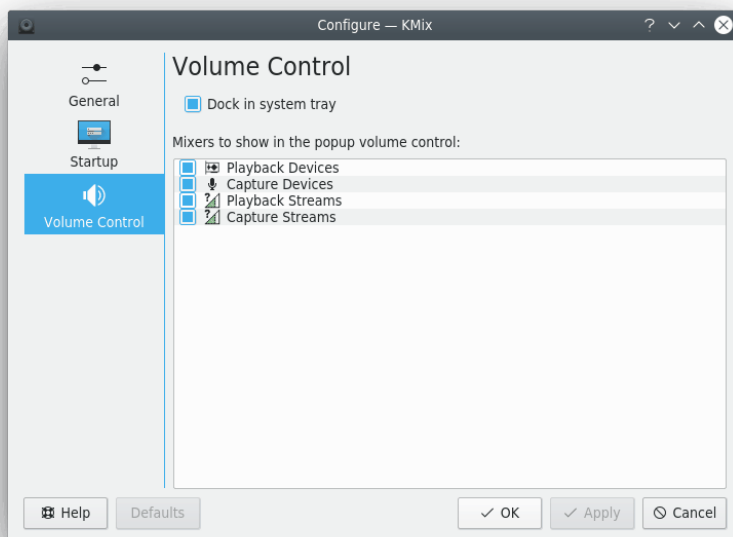 Configure — KMix
General
Startup
Volume Control
Volume Control
Dock in system tray
Mixers to show in the popup volume control:
Playback Devices
Capture Devices
Playback Streams
Capture Streams
Help
Defaults
OK
Apply
Cancel